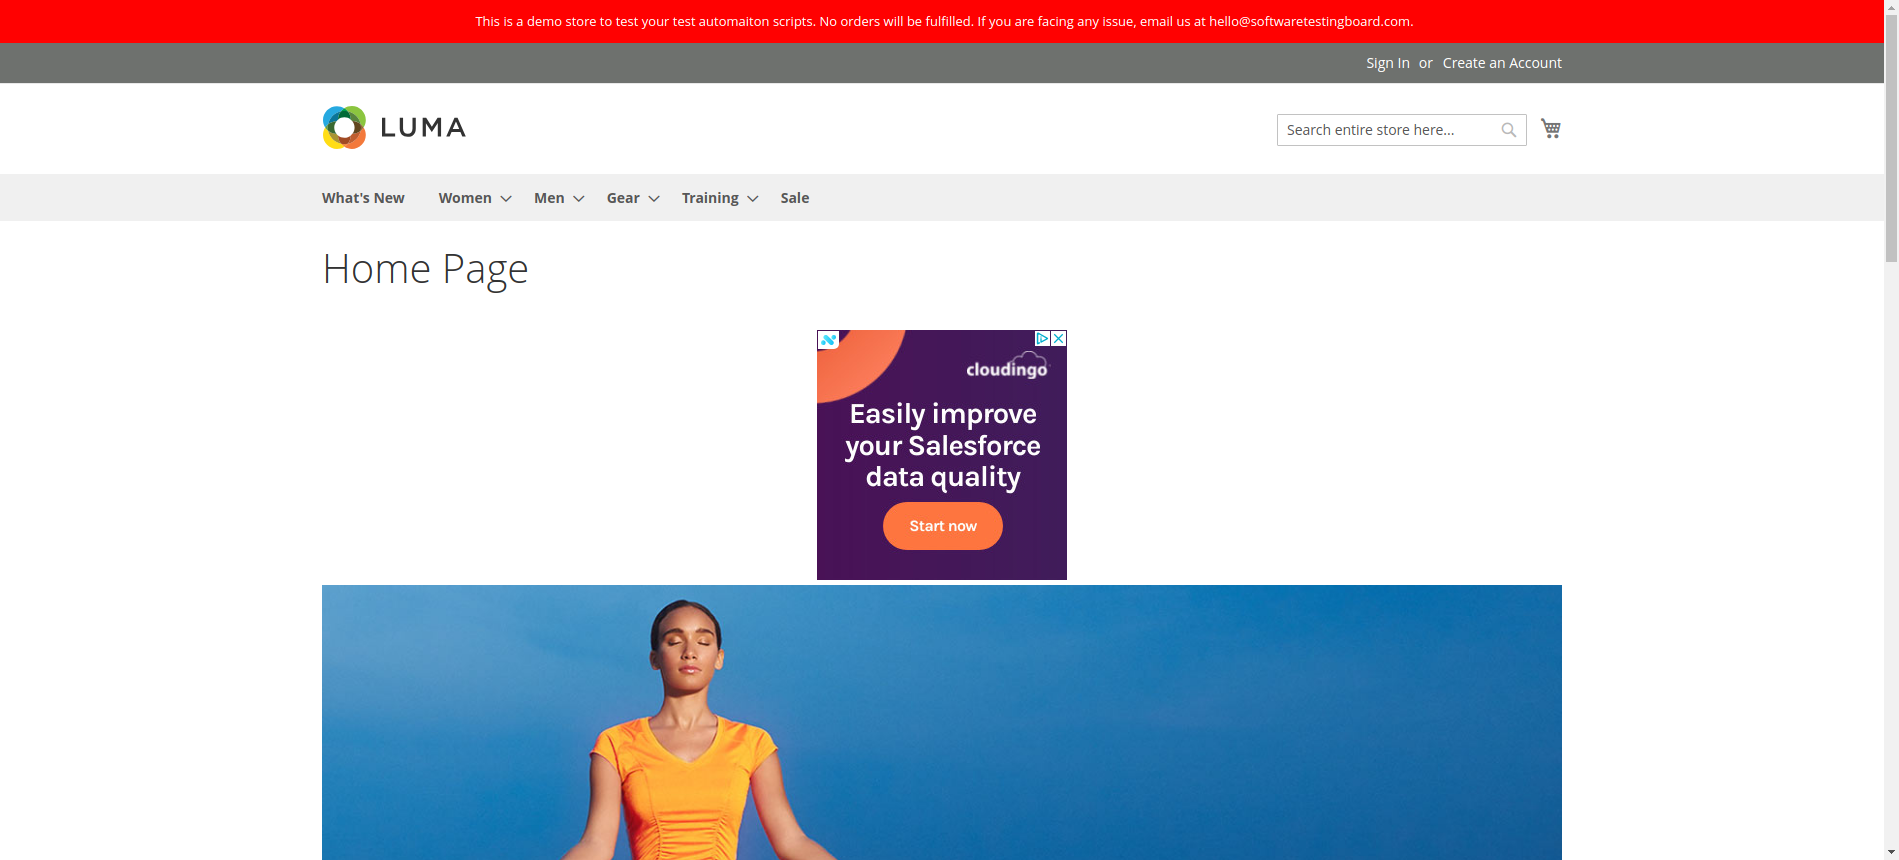 This is a demo store to test your test automaiton scripts. No orders will be fulfilled. If you are facing any issue, email us at hello@softwaretestingboard.com.
Sign In or Create an Account
LUMA
Search entire store here...
What's New Women Men Gear Training Sale
Home Page
cloudingo
Easily improve
your Salesforce
data quality
Start now